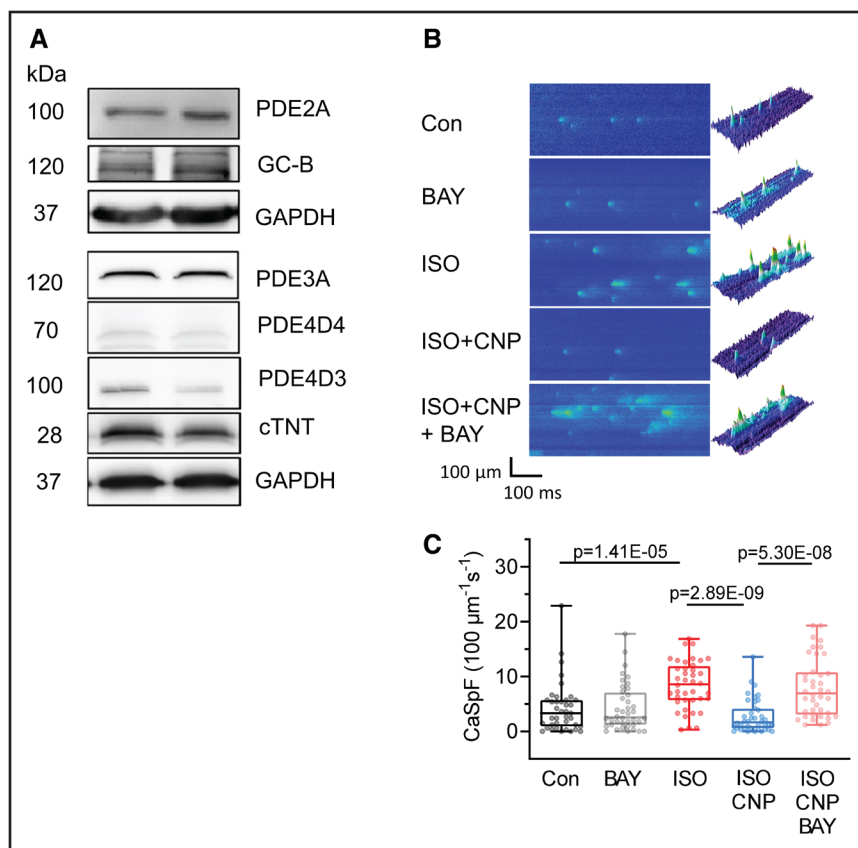 A
kDa
100 PDE2A
120 GC-B
37 GAPDH
120 PDE3A
70 PDE4D4
100 PDE4D3
28 cTNT
37 GAPDH
B
Con
BAY
ISO
ISO+CNP
ISO+CNP
+ BAY
100 µm
100 ms
C
CaSpF (100 µm⁻¹s⁻¹)
30
20
10
0
p=1.41E-05
p=5.30E-08
p=2.89E-09
Con BAY ISO ISO ISO
CNP CNP
BAY